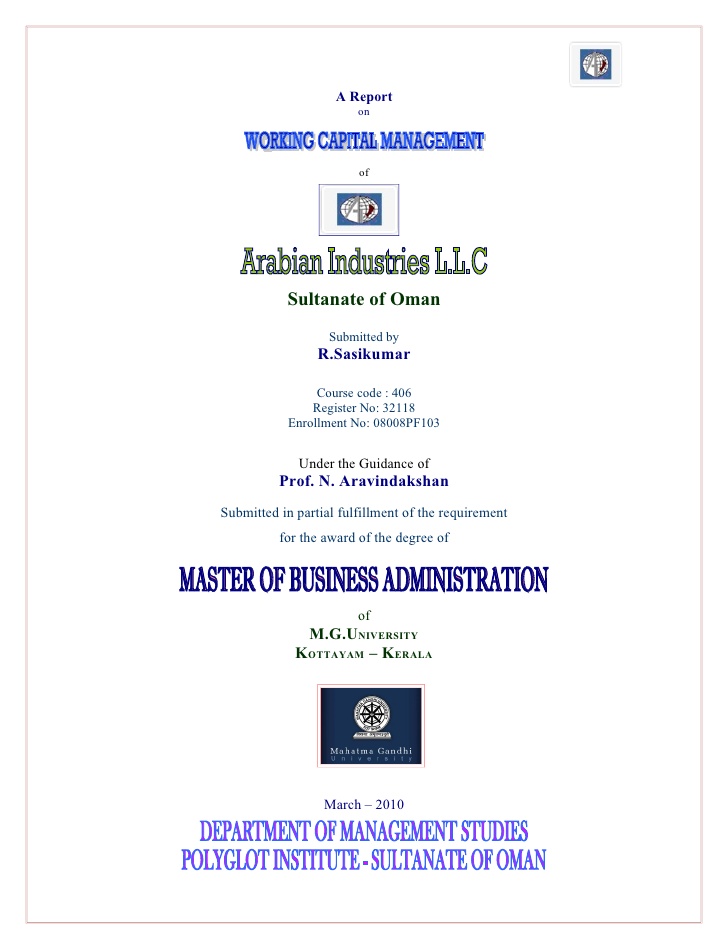 A Report
on
WORKING CAPITAL MANAGEMENT
of
Arabian Industries L.L.C
Sultanate of Oman
Submitted by
R.Sasikumar
Course code : 406
Register No: 32118
Enrollment No: 08008PF103
Under the Guidance of
Prof. N. Aravindakshan
Submitted in partial fulfillment of the requirement
for the award of the degree of
MASTER OF BUSINESS ADMINISTRATION
of
M.G.UNIVERSITY
KOTTAYAM – KERALA
Mahatma Gandhi
University
March – 2010
DEPARTMENT OF MANAGEMENT STUDIES
POLYGLOT INSTITUTE - SULTANATE OF OMAN